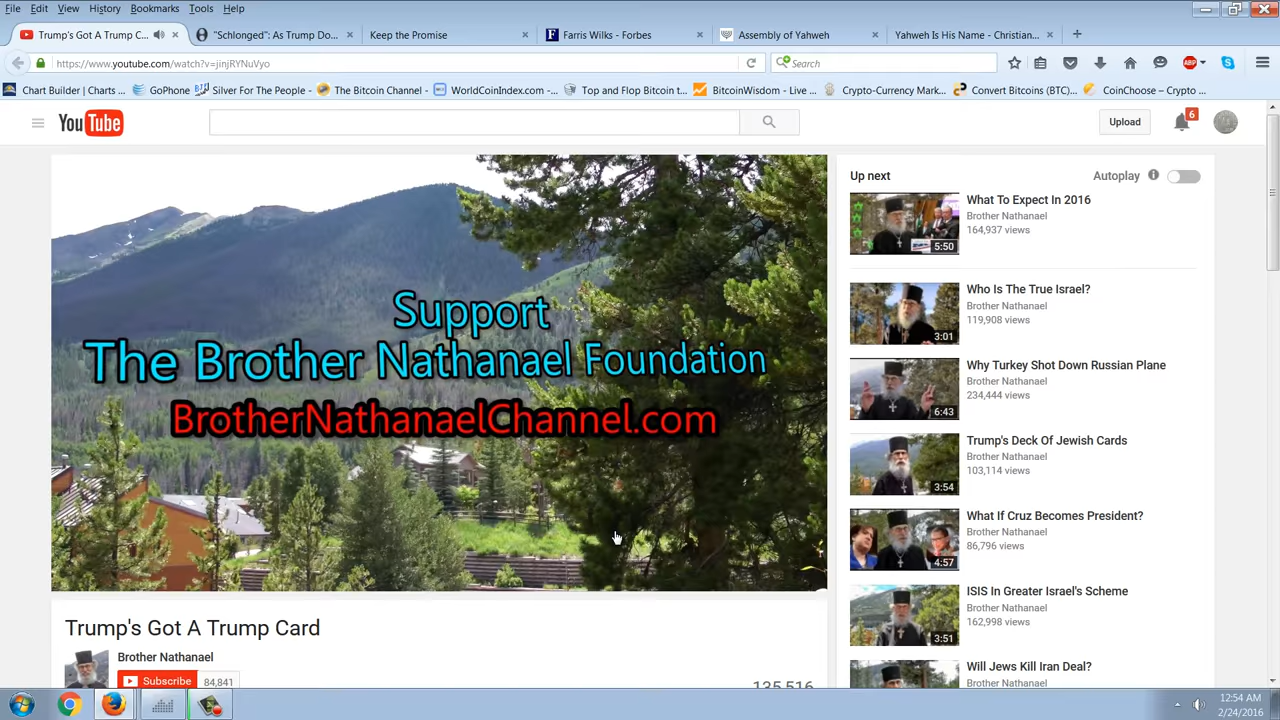 File Edit View History Bookmarks Tools Help
Trump's Got A Trump C...
"Schlonged": As Trump Do...
Keep the Promise
Farris Wilks - Forbes
Assembly of Yahweh
Yahweh Is His Name - Christian...
https://www.youtube.com/watch?v=jinjRYNuVyo
Search
ABP
Chart Builder | Charts ...
GoPhone
Silver For The People - ...
The Bitcoin Channel - ...
WorldCoinIndex.com - ...
Top and Flop Bitcoin t...
BitcoinWisdom - Live ...
Crypto-Currency Mark...
Convert Bitcoins (BTC)...
CoinChoose – Crypto ...
YouTube
Upload
6
Support
The Brother Nathanael Foundation
BrotherNathanaelChannel.com
Trump's Got A Trump Card
Brother Nathanael
Subscribe 84,841
135,516
Up next
Autoplay
What To Expect In 2016
Brother Nathanael
164,937 views
5:50
Who Is The True Israel?
Brother Nathanael
119,908 views
3:01
Why Turkey Shot Down Russian Plane
Brother Nathanael
234,444 views
6:43
Trump's Deck Of Jewish Cards
Brother Nathanael
103,114 views
3:54
What If Cruz Becomes President?
Brother Nathanael
86,796 views
4:57
ISIS In Greater Israel's Scheme
Brother Nathanael
162,998 views
3:51
Will Jews Kill Iran Deal?
Brother Nathanael
12:54 AM
2/24/2016